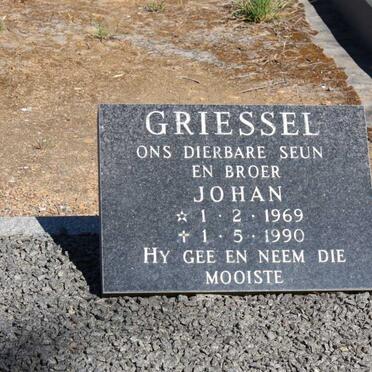 GRIESSEL
ONS DIERBARE SEUN
EN BROER
JOHAN
☆ 1 · 2 · 1969
✝ 1 · 5 · 1990
HY GEE EN NEEM DIE
MOOISTE